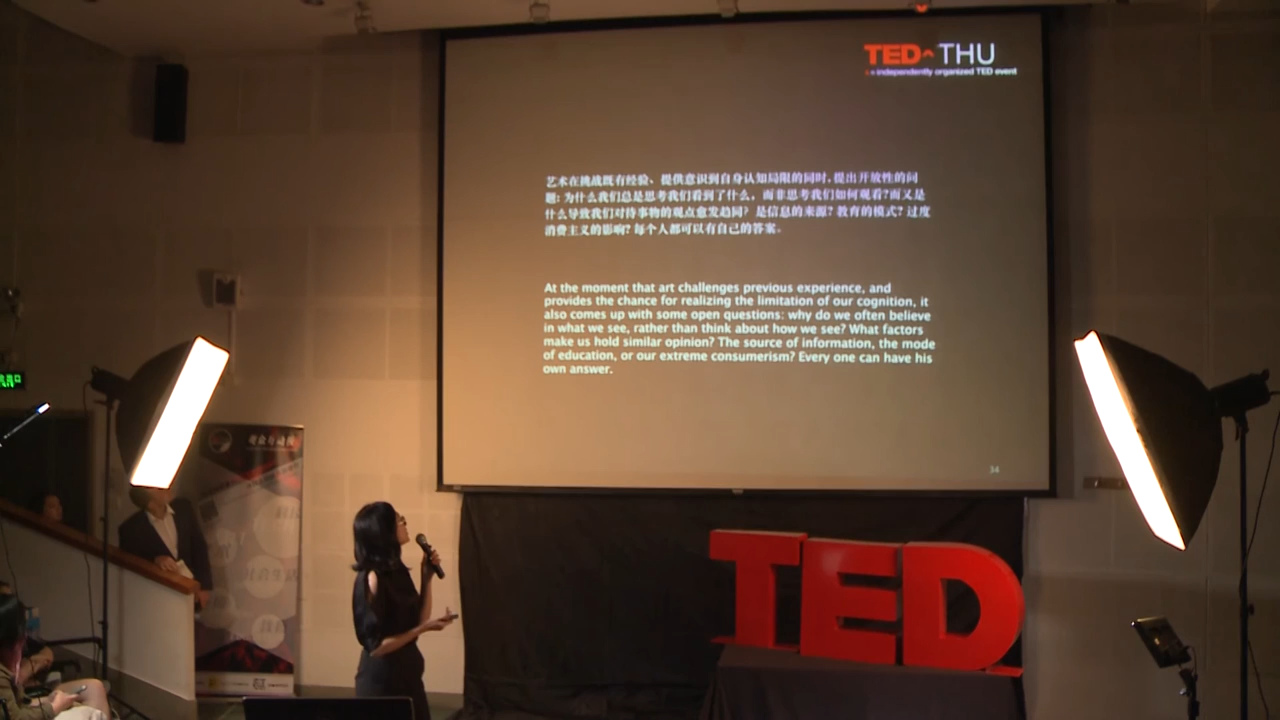 TED^THU
independently organized TED event
艺术在挑战既有经验、提供意识到自身认知局限的同时，提出开放性的问
题：为什么我们总是思考我们看到了什么，而非思考我们如何观看？而又是
什么导致我们对待事物的观点愈发趋同？是信息的来源？教育的模式？过度
消费主义的影响？每个人都可以有自己的答案。
At the moment that art challenges previous experience, and
provides the chance for realizing the limitation of our cognition, it
also comes up with some open questions: why do we often believe
in what we see, rather than think about how we see? What factors
make us hold similar opinion? The source of information, the mode
of education, or our extreme consumerism? Every one can have his
own answer.
34
TED